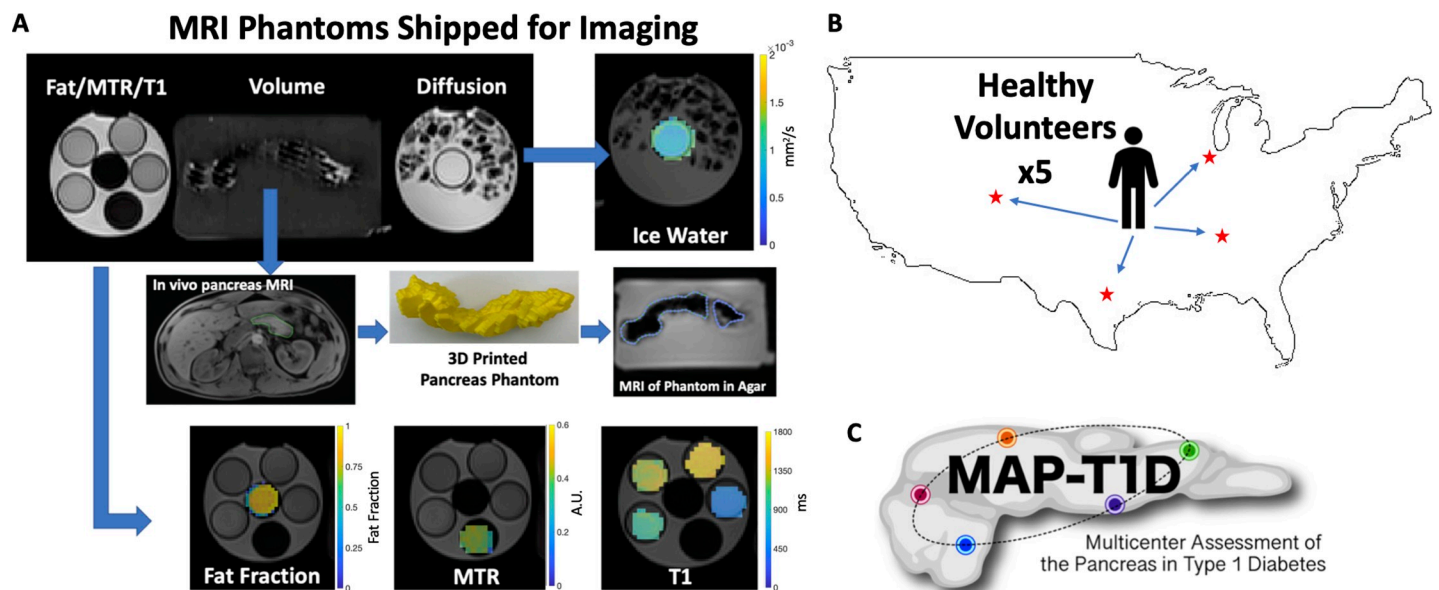 A
MRI Phantoms Shipped for Imaging
Fat/MTR/T1
Volume
Diffusion
Ice Water
×10⁻³
2
1.5
1
0.5
0
mm²/s
In vivo pancreas MRI
3D Printed
Pancreas Phantom
MRI of Phantom in Agar
Fat Fraction
1
0.75
0.5
0.25
0
Fat Fraction
MTR
0.6
0.4
0.2
0
A.U.
T1
1800
1350
900
450
0
ms
B
Healthy
Volunteers
x5
C
MAP-T1D
Multicenter Assessment of
the Pancreas in Type 1 Diabetes